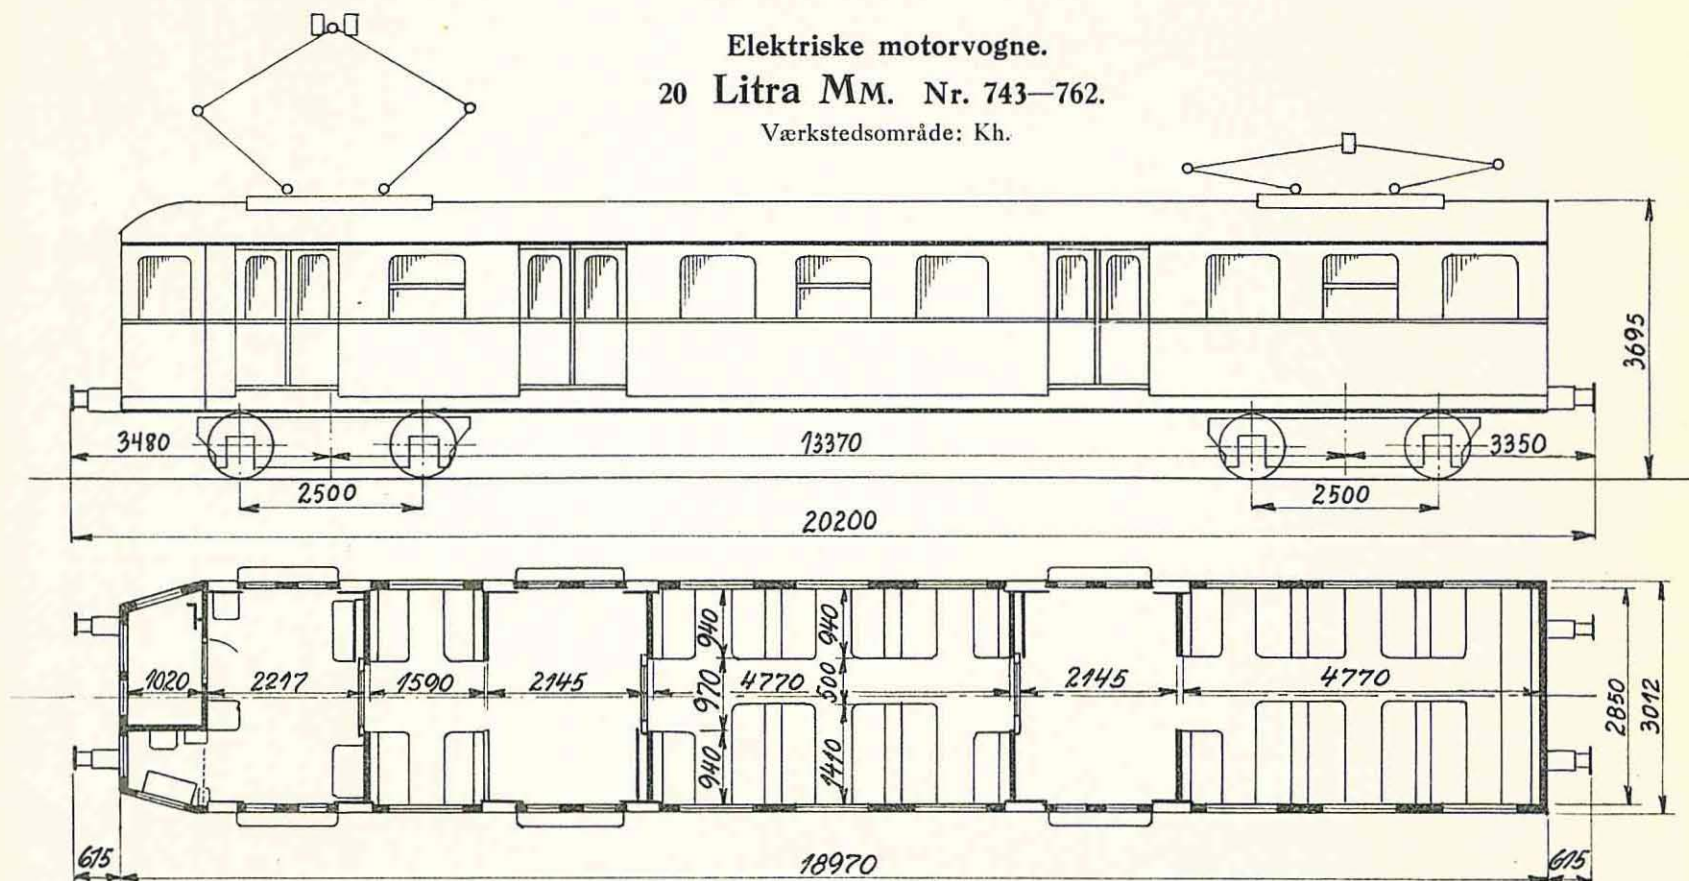 Elektriske motorvogne.
20 Litra MM. Nr. 743—762.
Værkstedsområde: Kh.
3695
3480 13370 3350
2500 2500
20200
940 940
1020 2217 1590 2145 970 4770 500 2145 4770
940 1410
2850 3012
615 18970 615